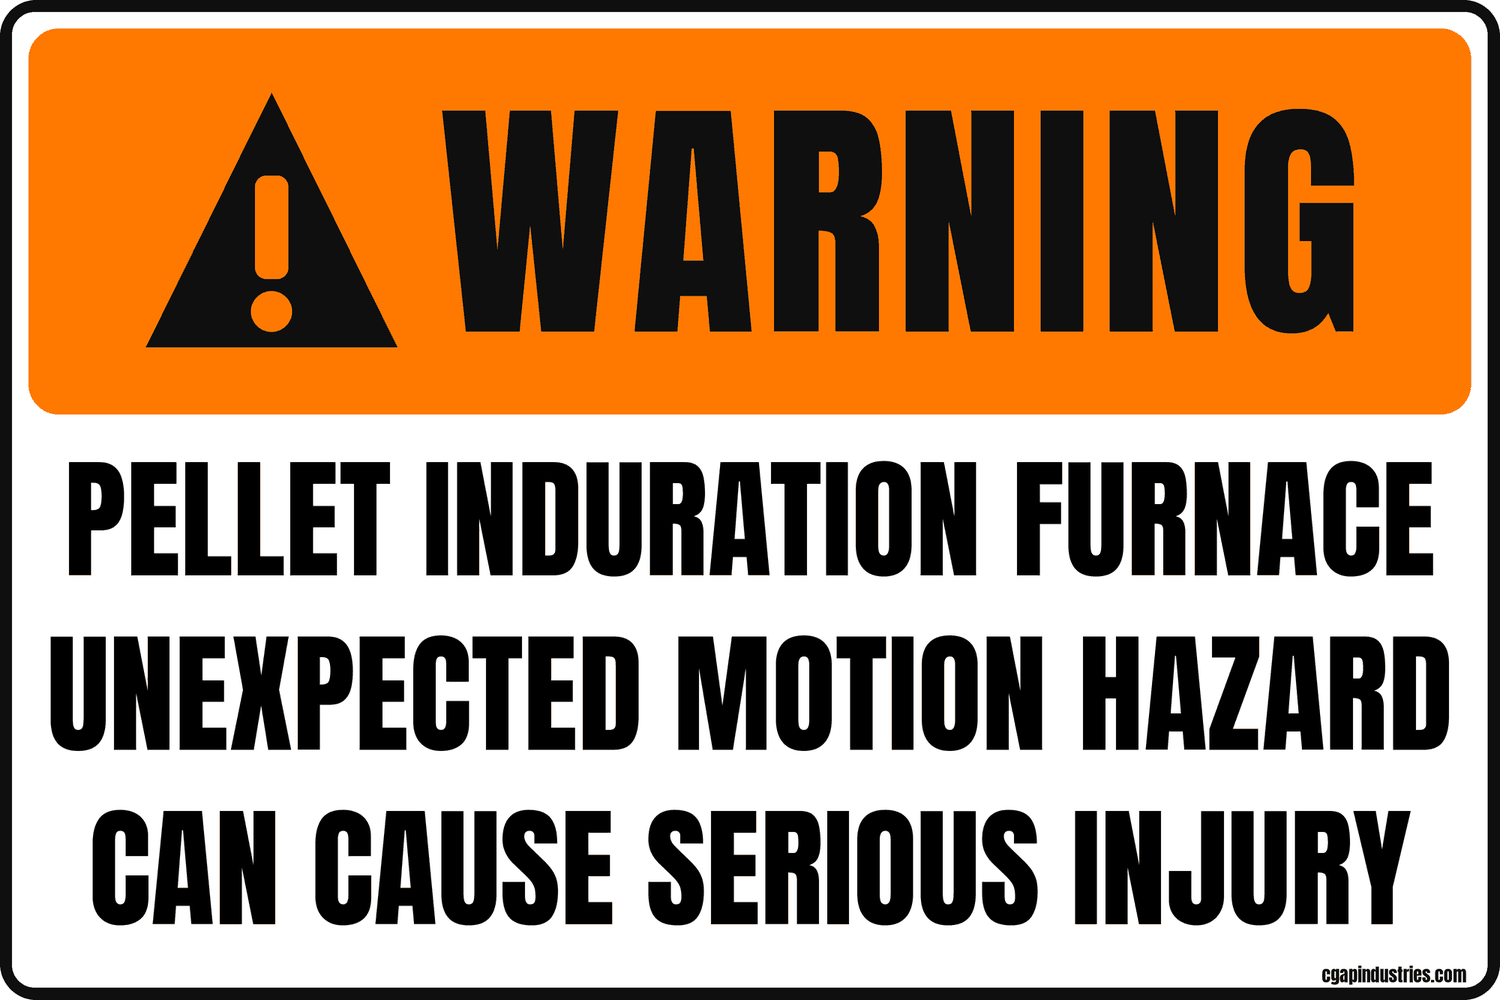 WARNING
PELLET INDURATION FURNACE
UNEXPECTED MOTION HAZARD
CAN CAUSE SERIOUS INJURY
cgapindustries.com